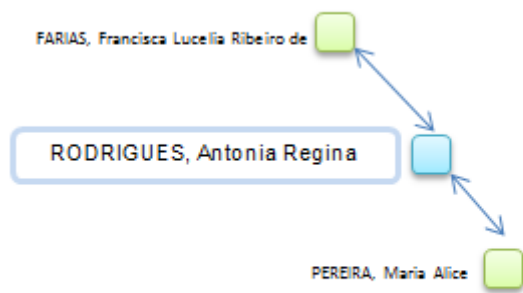 FARIAS, Francisca Lucelia Ribeiro de
RODRIGUES, Antonia Regina
PEREIRA, Maria Alice